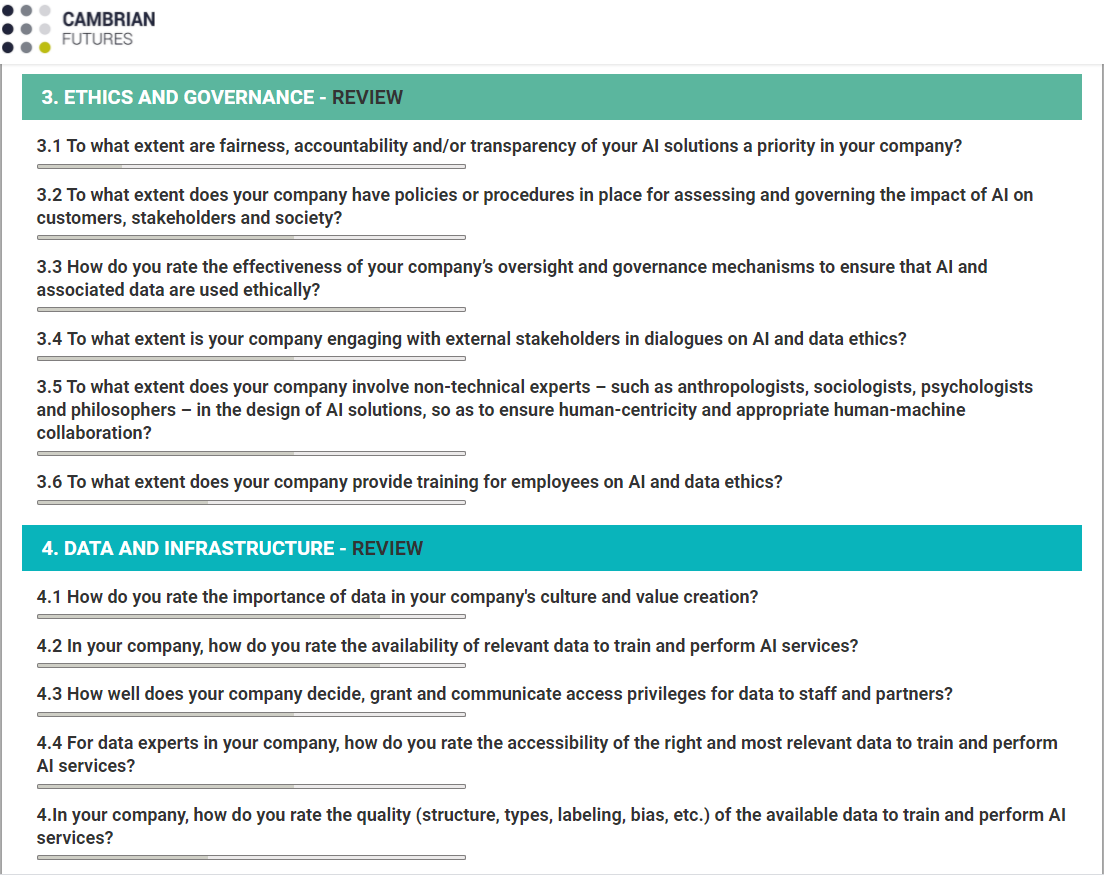 CAMBRIAN
FUTURES
3. ETHICS AND GOVERNANCE - REVIEW
3.1 To what extent are fairness, accountability and/or transparency of your AI solutions a priority in your company?
3.2 To what extent does your company have policies or procedures in place for assessing and governing the impact of AI on
customers, stakeholders and society?
3.3 How do you rate the effectiveness of your company’s oversight and governance mechanisms to ensure that AI and
associated data are used ethically?
3.4 To what extent is your company engaging with external stakeholders in dialogues on AI and data ethics?
3.5 To what extent does your company involve non-technical experts – such as anthropologists, sociologists, psychologists
and philosophers – in the design of AI solutions, so as to ensure human-centricity and appropriate human-machine
collaboration?
3.6 To what extent does your company provide training for employees on AI and data ethics?
4. DATA AND INFRASTRUCTURE - REVIEW
4.1 How do you rate the importance of data in your company's culture and value creation?
4.2 In your company, how do you rate the availability of relevant data to train and perform AI services?
4.3 How well does your company decide, grant and communicate access privileges for data to staff and partners?
4.4 For data experts in your company, how do you rate the accessibility of the right and most relevant data to train and perform
AI services?
4.In your company, how do you rate the quality (structure, types, labeling, bias, etc.) of the available data to train and perform AI
services?